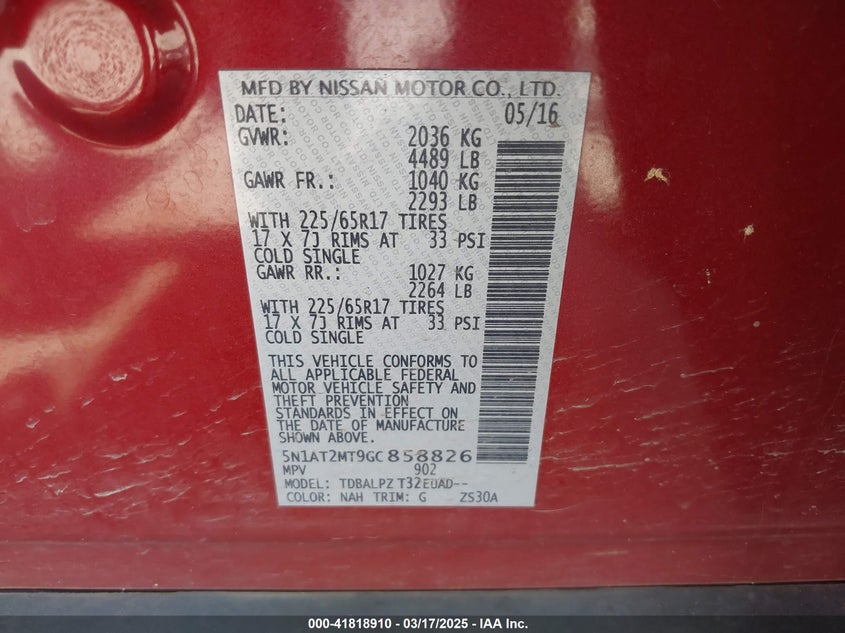 MFD BY NISSAN MOTOR CO., LTD.
DATE: 05/16
GVWR: 2036 KG
4489 LB
GAWR FR.: 1040 KG
2293 LB
WITH 225/65R17 TIRES
17 X 7J RIMS AT 33 PSI
COLD SINGLE
GAWR RR.: 1027 KG
2264 LB
WITH 225/65R17 TIRES
17 X 7J RIMS AT 33 PSI
COLD SINGLE
THIS VEHICLE CONFORMS TO
ALL APPLICABLE FEDERAL
MOTOR VEHICLE SAFETY AND
THEFT PREVENTION
STANDARDS IN EFFECT ON
THE DATE OF MANUFACTURE
SHOWN ABOVE.
5N1AT2MT9GC858826
MPV 902
MODEL: TDBALPZ T32EUAD--
COLOR: NAH TRIM: G ZS30A
000-41818910 - 03/17/2025 - IAA Inc.